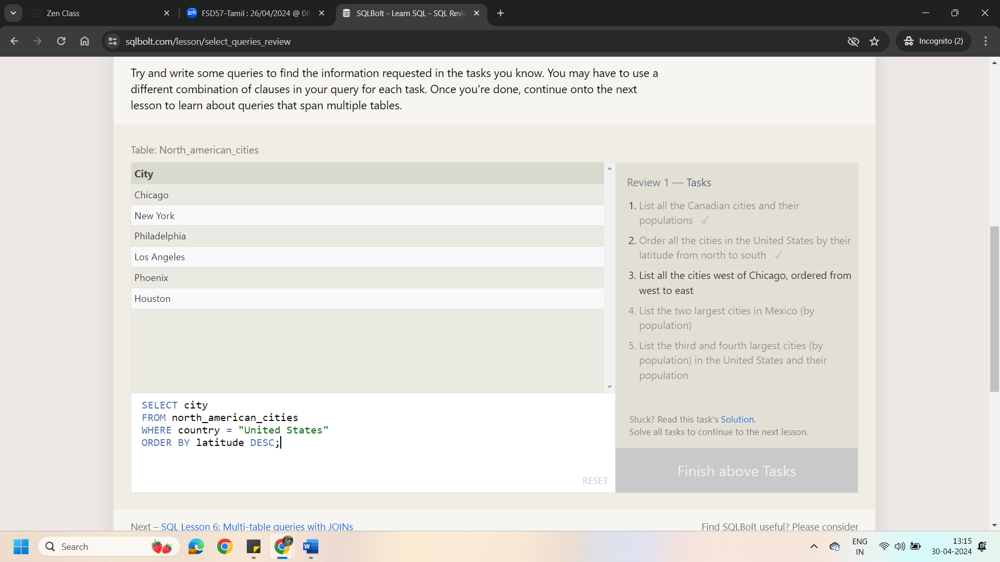 Zen Class
zm FSD57-Tamil : 26/04/2024 @ 06
SQLBolt - Learn SQL - SQL Revi
sqlbolt.com/lesson/select_queries_review
Incognito (2)
Try and write some queries to find the information requested in the tasks you know. You may have to use a
different combination of clauses in your query for each task. Once you're done, continue onto the next
lesson to learn about queries that span multiple tables.
Table: North_american_cities
City
Chicago
New York
Philadelphia
Los Angeles
Phoenix
Houston
SELECT city
FROM north_american_cities
WHERE country = "United States"
ORDER BY latitude DESC;
RESET
Review 1 — Tasks
1. List all the Canadian cities and their
populations ✓
2. Order all the cities in the United States by their
latitude from north to south ✓
3. List all the cities west of Chicago, ordered from
west to east
4. List the two largest cities in Mexico (by
population)
5. List the third and fourth largest cities (by
population) in the United States and their
population
Stuck? Read this task's Solution.
Solve all tasks to continue to the next lesson.
Finish above Tasks
Next – SQL Lesson 6: Multi-table queries with JOINs
Find SQLBolt useful? Please consider
Search
W
ENG
IN
13:15
30-04-2024